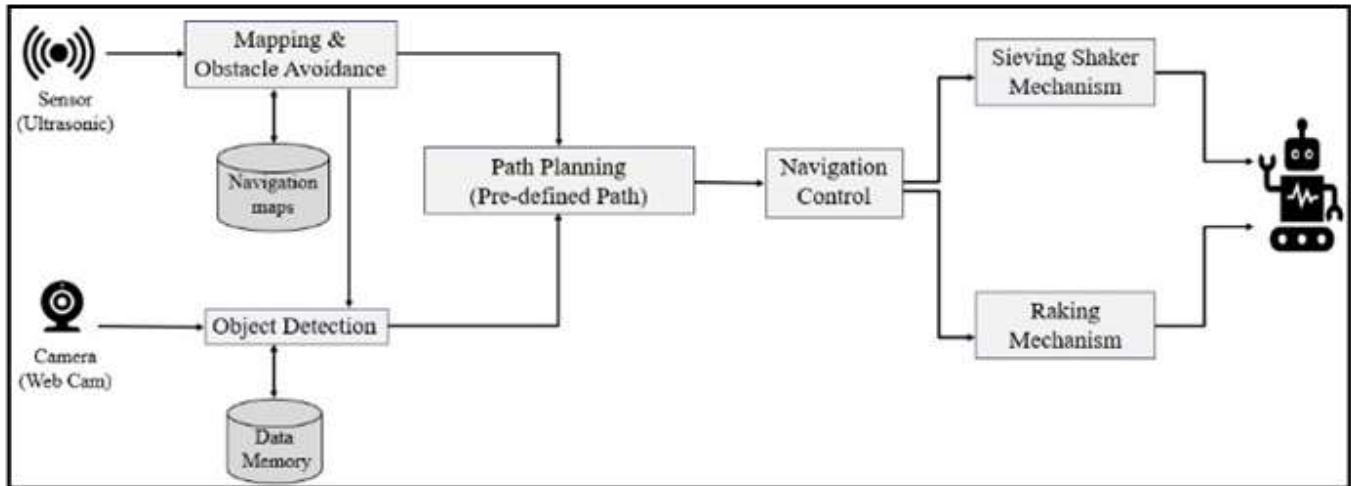 Sensor
(Ultrasonic)
Mapping &
Obstacle Avoidance
Navigation
maps
Camera
(Web Cam)
Object Detection
Data
Memory
Path Planning
(Pre-defined Path)
Navigation
Control
Sieving Shaker
Mechanism
Raking
Mechanism